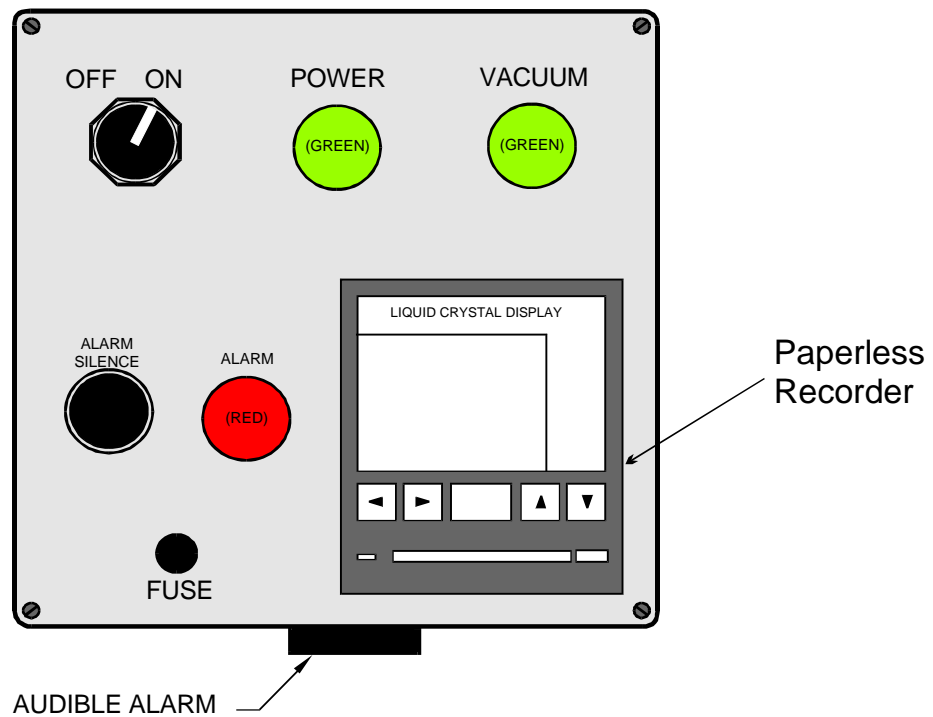 OFF ON
POWER
VACUUM
(GREEN)
(GREEN)
LIQUID CRYSTAL DISPLAY
ALARM
SILENCE
ALARM
(RED)
Paperless
Recorder
FUSE
AUDIBLE ALARM